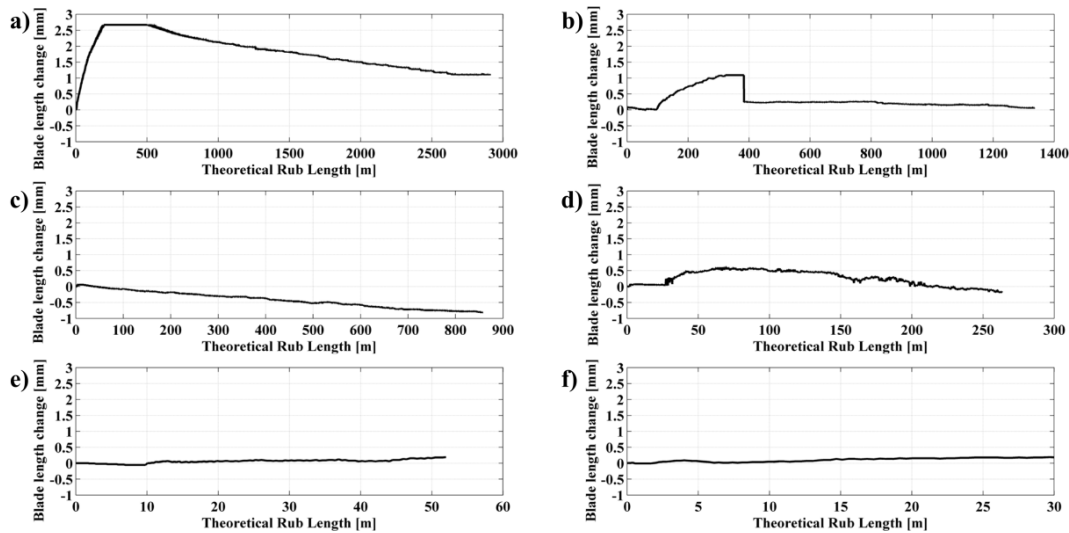 a)
Blade length change [mm]
3
2.5
2
1.5
1
0.5
0
-0.5
-1
0 500 1000 1500 2000 2500 3000
Theoretical Rub Length [m]
b)
Blade length change [mm]
3
2.5
2
1.5
1
0.5
0
-0.5
-1
0 200 400 600 800 1000 1200 1400
Theoretical Rub Length [m]
c)
Blade length change [mm]
3
2.5
2
1.5
1
0.5
0
-0.5
-1
0 100 200 300 400 500 600 700 800 900
Theoretical Rub Length [m]
d)
Blade length change [mm]
3
2.5
2
1.5
1
0.5
0
-0.5
-1
0 50 100 150 200 250 300
Theoretical Rub Length [m]
e)
Blade length change [mm]
3
2.5
2
1.5
1
0.5
0
-0.5
-1
0 10 20 30 40 50 60
Theoretical Rub Length [m]
f)
Blade length change [mm]
3
2.5
2
1.5
1
0.5
0
-0.5
-1
0 5 10 15 20 25 30
Theoretical Rub Length [m]